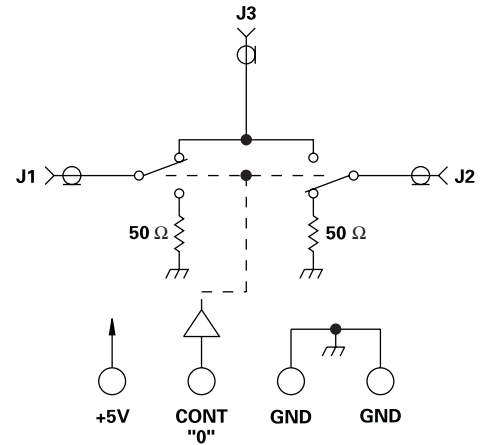 J3
J1
J2
50 Ω
50 Ω
+5V
CONT
"0"
GND
GND